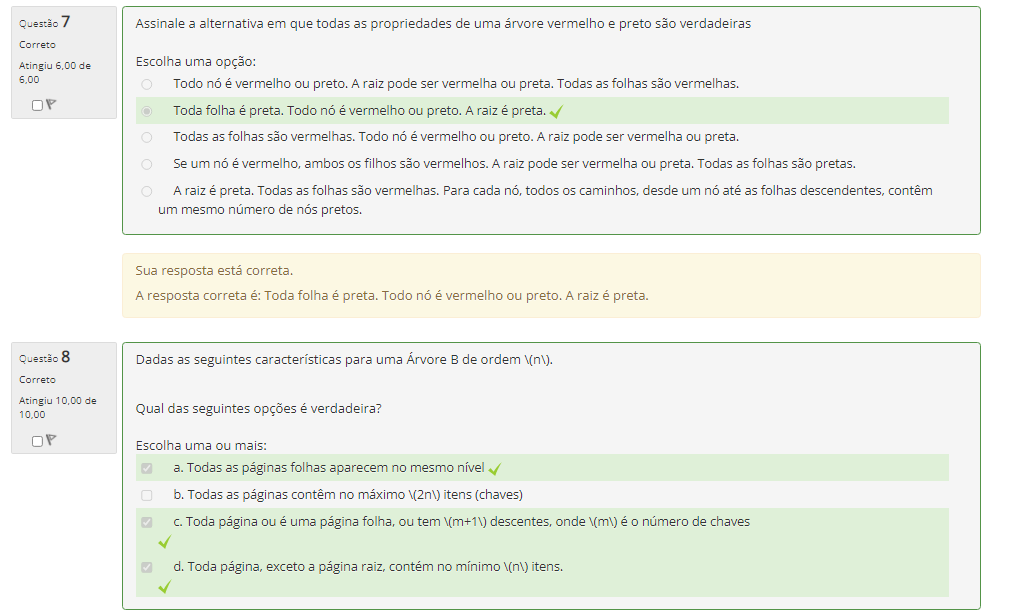 Questão 7
Correto
Atingiu 6,00 de
6,00
Assinale a alternativa em que todas as propriedades de uma árvore vermelho e preto são verdadeiras
Escolha uma opção:
Todo nó é vermelho ou preto. A raiz pode ser vermelha ou preta. Todas as folhas são vermelhas.
Toda folha é preta. Todo nó é vermelho ou preto. A raiz é preta.
Todas as folhas são vermelhas. Todo nó é vermelho ou preto. A raiz pode ser vermelha ou preta.
Se um nó é vermelho, ambos os filhos são vermelhos. A raiz pode ser vermelha ou preta. Todas as folhas são pretas.
A raiz é preta. Todas as folhas são vermelhas. Para cada nó, todos os caminhos, desde um nó até as folhas descendentes, contêm
um mesmo número de nós pretos.
Sua resposta está correta.
A resposta correta é: Toda folha é preta. Todo nó é vermelho ou preto. A raiz é preta.
Questão 8
Correto
Atingiu 10,00 de
10,00
Dadas as seguintes características para uma Árvore B de ordem \(n\).
Qual das seguintes opções é verdadeira?
Escolha uma ou mais:
a. Todas as páginas folhas aparecem no mesmo nível
b. Todas as páginas contêm no máximo \(2n\) itens (chaves)
c. Toda página ou é uma página folha, ou tem \(m+1\) descentes, onde \(m\) é o número de chaves
d. Toda página, exceto a página raiz, contém no mínimo \(n\) itens.